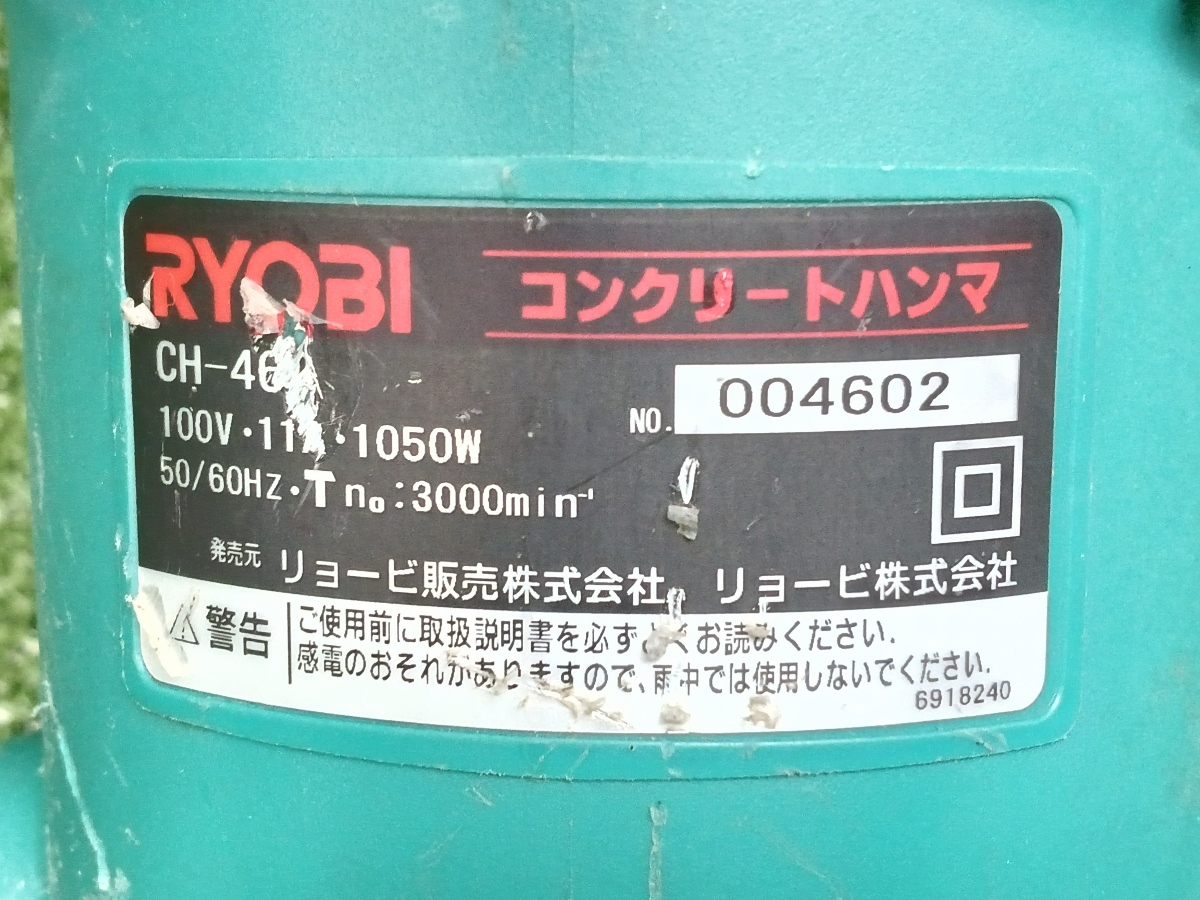 RYOBI
コンクリートハンマ
NO. 004602
100V・11A・1050W
50/60HZ・T n₀:3000min⁻¹
発売元 リョービ販売株式会社 リョービ株式会社
警告
ご使用前に取扱説明書を必ずよくお読みください.
感電のおそれがありますので、雨中では使用しないでください.
6918240